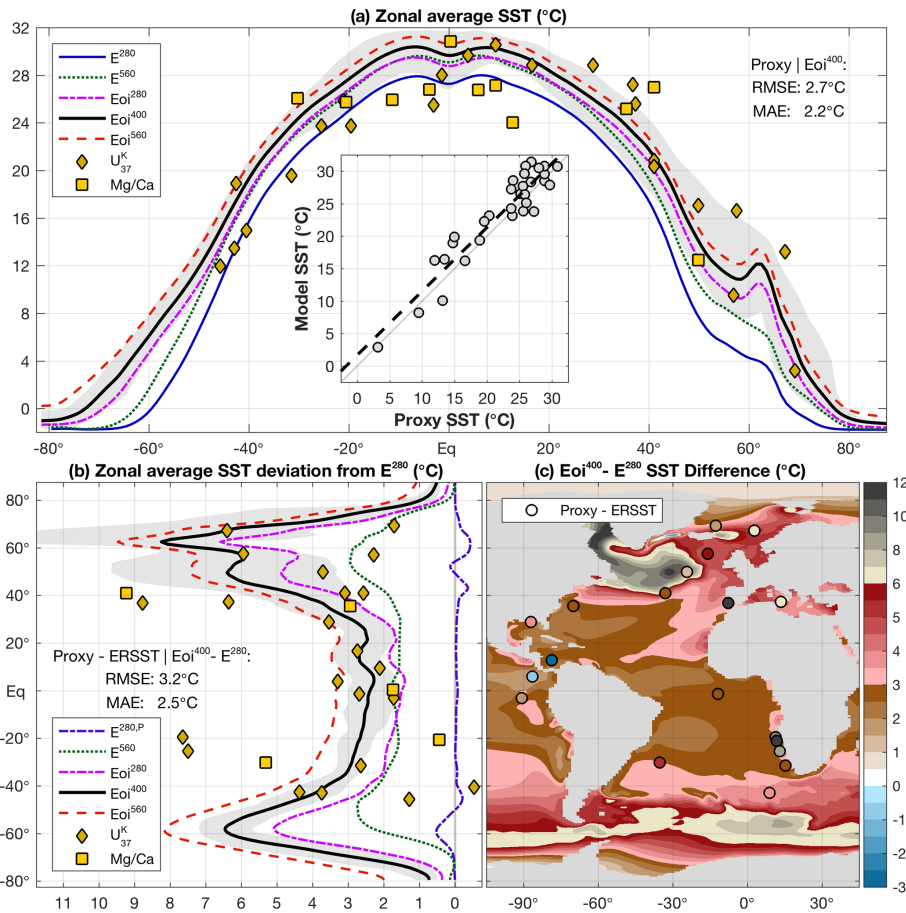 (a) Zonal average SST (°C)
32
28
24
20
16
12
8
4
0
E²⁸⁰
E⁵⁶⁰
Eoi²⁸⁰
Eoi⁴⁰⁰
Eoi⁵⁶⁰
U₃₇ᴷ
Mg/Ca
Proxy | Eoi⁴⁰⁰:
RMSE: 2.7°C
MAE: 2.2°C
Model SST (°C)
30
25
20
15
10
5
0
0 5 10 15 20 25 30
Proxy SST (°C)
-80° -60° -40° -20° Eq 20° 40° 60° 80°
(b) Zonal average SST deviation from E²⁸⁰ (°C)
80°
60°
40°
20°
Eq
-20°
-40°
-60°
-80°
Proxy - ERSST | Eoi⁴⁰⁰- E²⁸⁰:
RMSE: 3.2°C
MAE: 2.5°C
E²⁸⁰,ᴾ
E⁵⁶⁰
Eoi²⁸⁰
Eoi⁴⁰⁰
Eoi⁵⁶⁰
U₃₇ᴷ
Mg/Ca
11 10 9 8 7 6 5 4 3 2 1 0
(c) Eoi⁴⁰⁰- E²⁸⁰ SST Difference (°C)
Proxy - ERSST
-90° -30° 30°
12
10
8
6
5
4
3
2
1
0
-0
-1
-2
-3